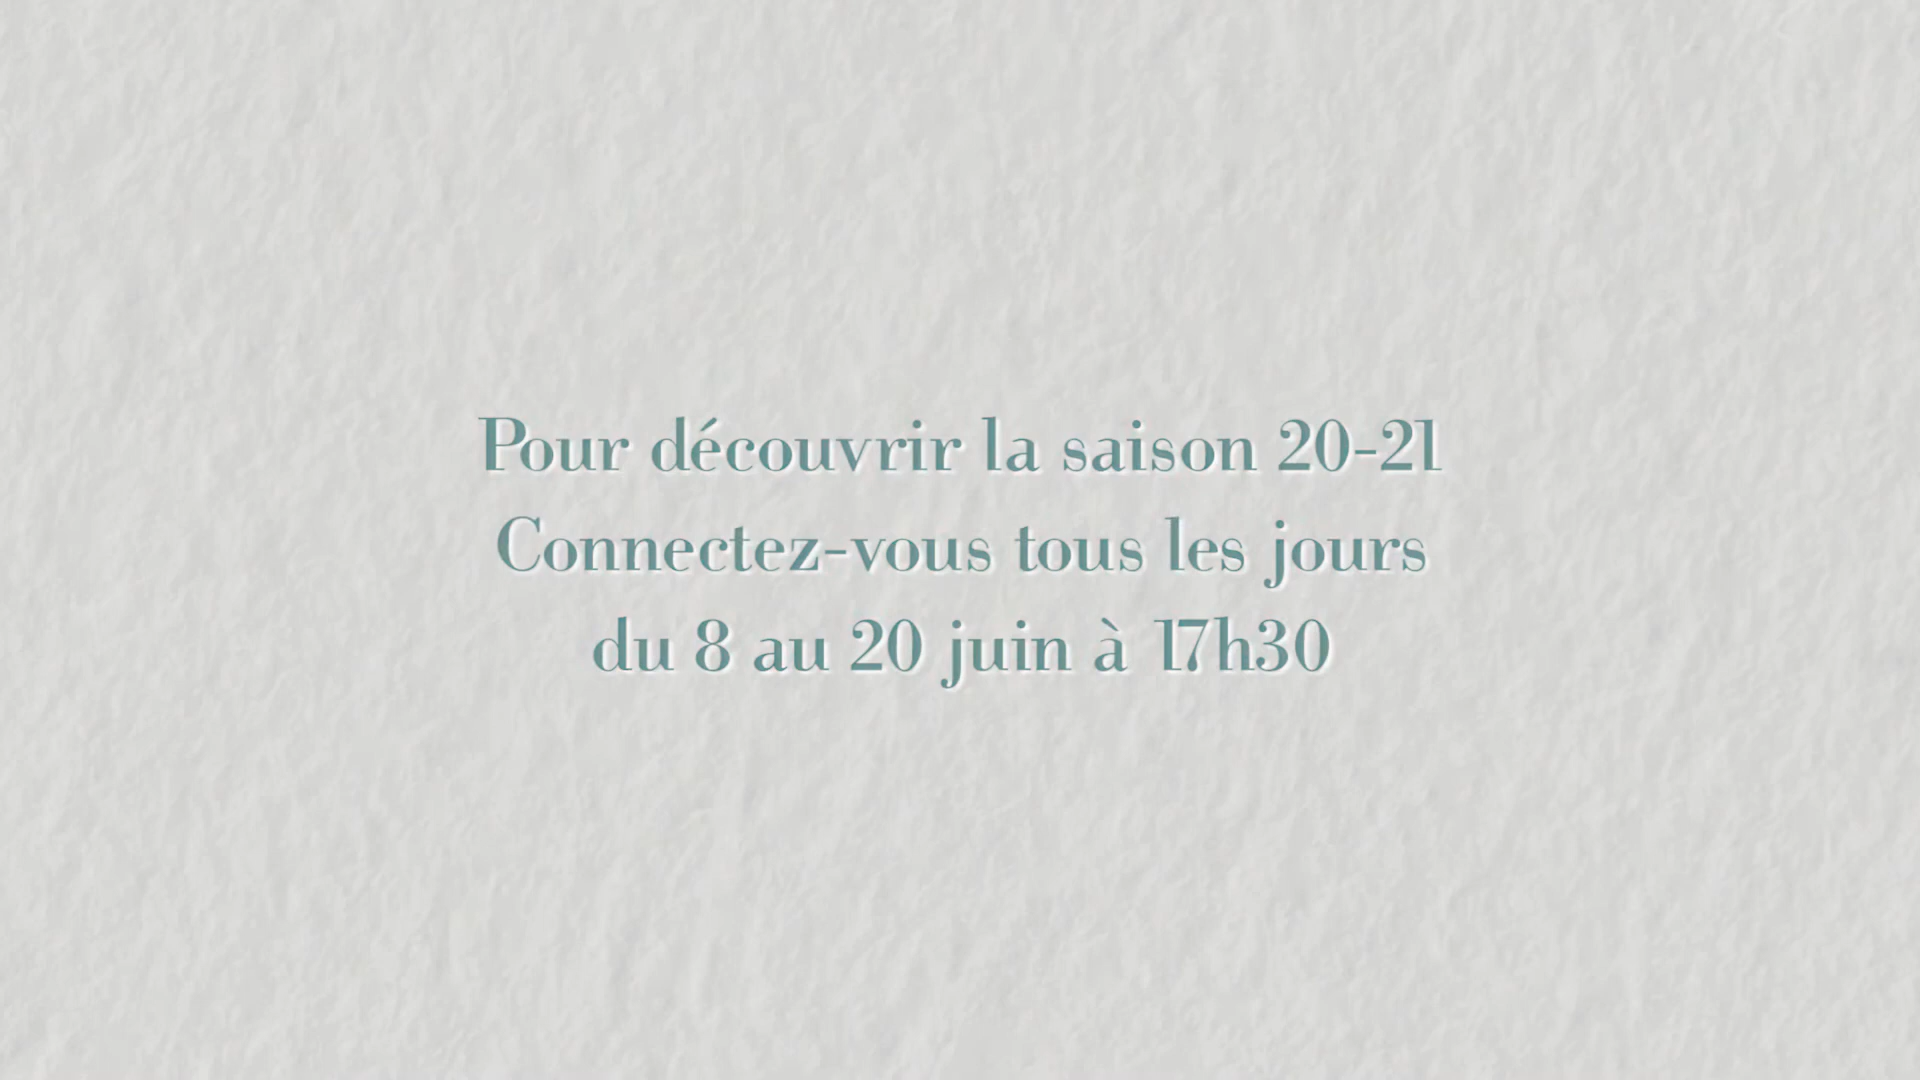 Pour découvrir la saison 20-21
Connectez-vous tous les jours
du 8 au 20 juin à 17h30